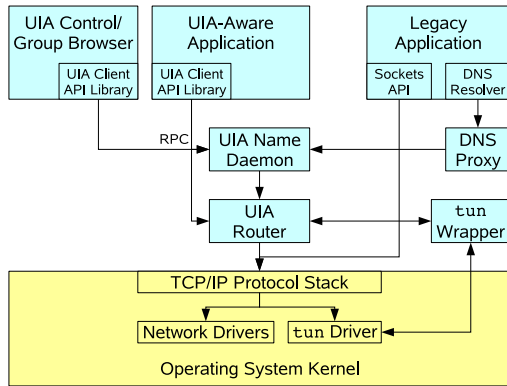 UIA Control/
Group Browser
UIA Client
API Library
UIA-Aware
Application
UIA Client
API Library
Legacy
Application
Sockets
API
DNS
Resolver
RPC
UIA Name
Daemon
DNS
Proxy
UIA
Router
tun
Wrapper
TCP/IP Protocol Stack
Network Drivers
tun Driver
Operating System Kernel